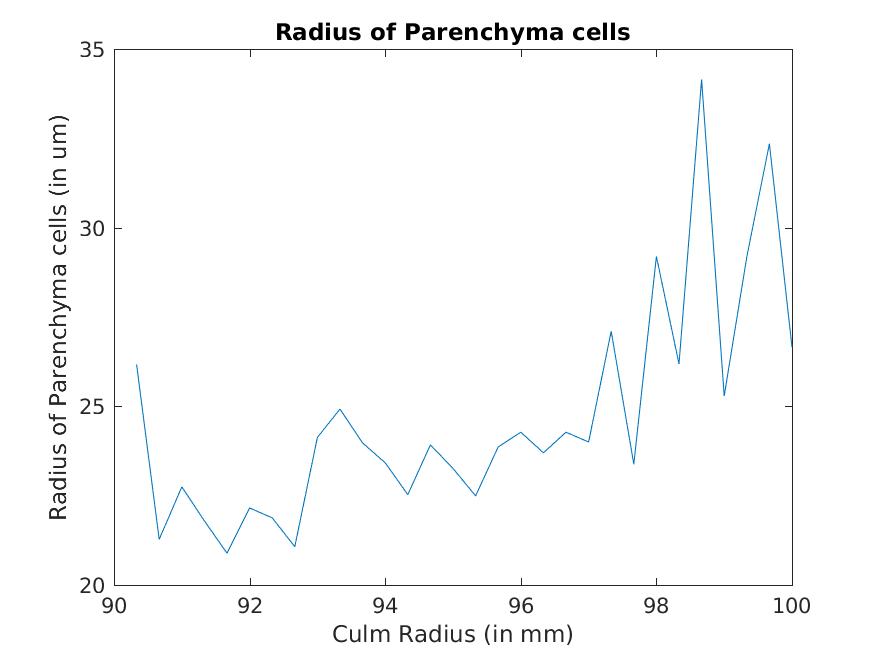 Radius of Parenchyma cells
35
30
25
20
Radius of Parenchyma cells (in um)
90 92 94 96 98 100
Culm Radius (in mm)